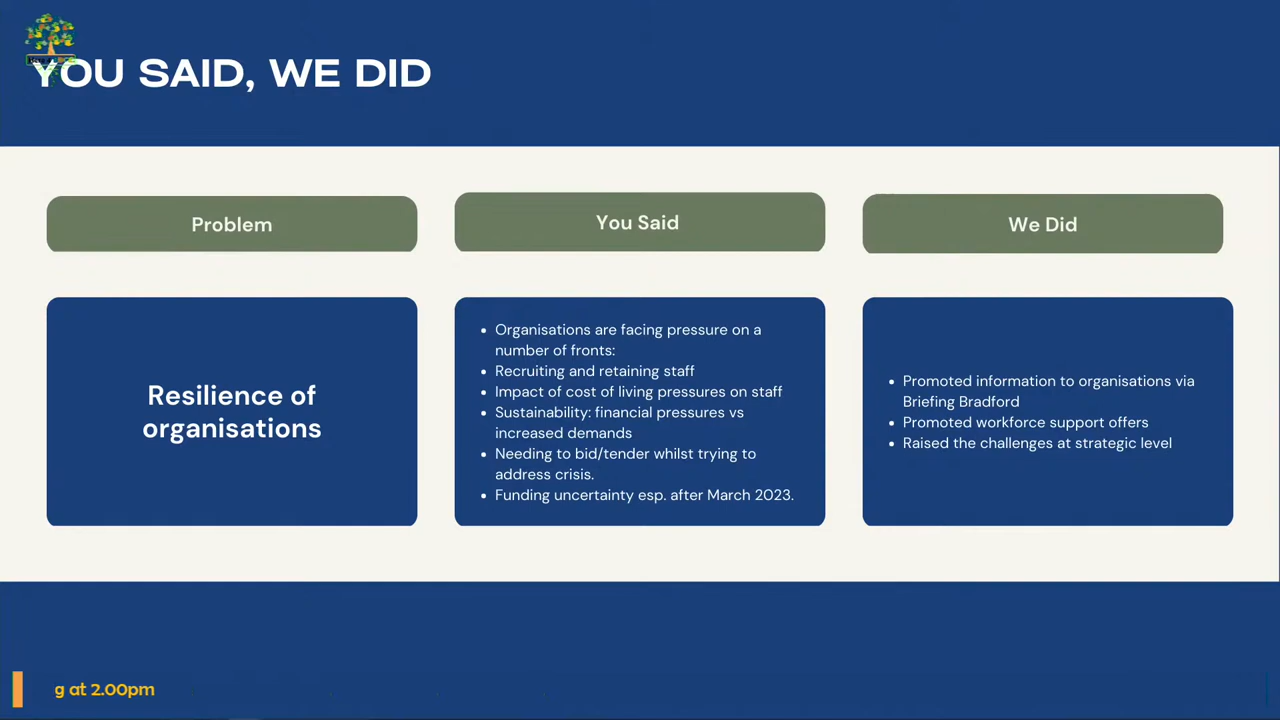 YOU SAID, WE DID
Problem
You Said
We Did
Resilience of
organisations
• Organisations are facing pressure on a
number of fronts:
• Recruiting and retaining staff
• Impact of cost of living pressures on staff
• Sustainability: financial pressures vs
increased demands
• Needing to bid/tender whilst trying to
address crisis.
• Funding uncertainty esp. after March 2023.
• Promoted information to organisations via
Briefing Bradford
• Promoted workforce support offers
• Raised the challenges at strategic level
g at 2.00pm